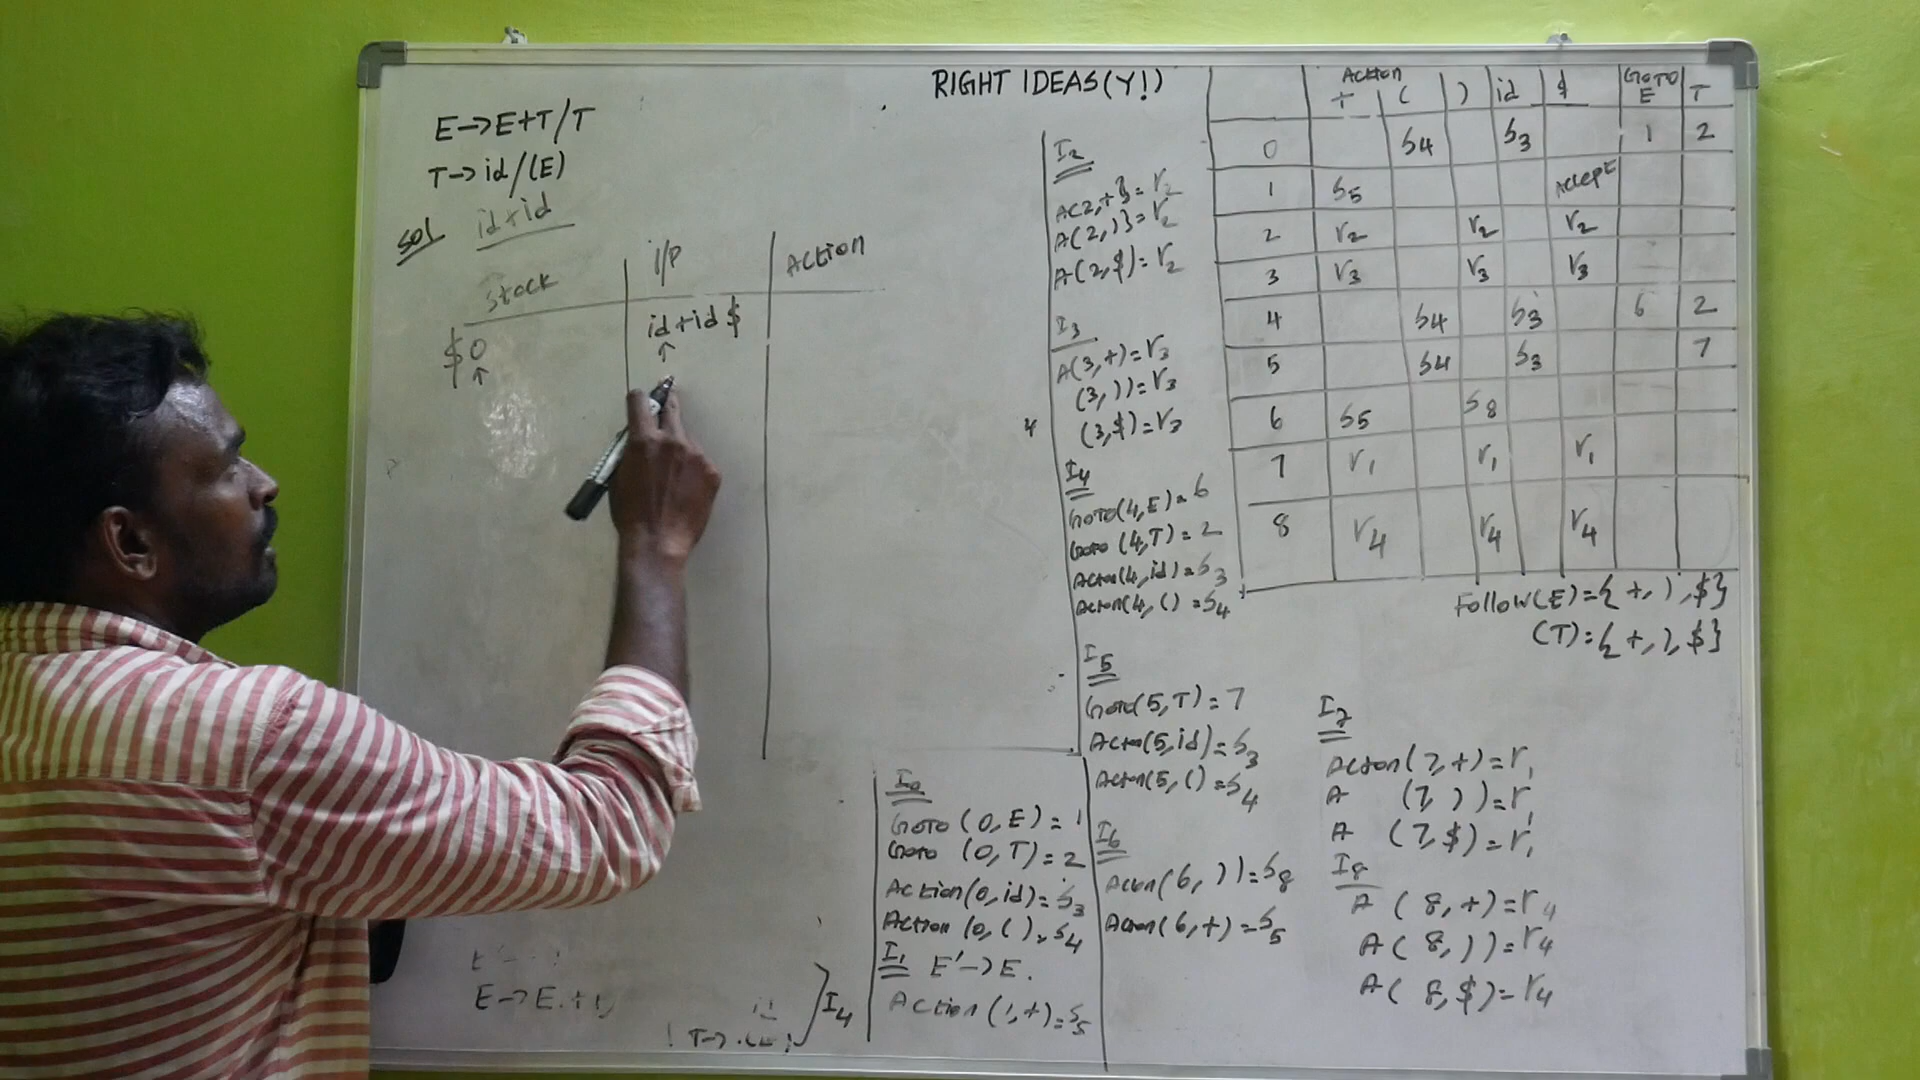 RIGHT IDEAS(Y!)
E→E+T/T
T→id/(E)
Sol id+id
Stack i/P Action
$0 id+id$
↑ ↑
I2
A(2,+}=r2
A(2,)}=r2
A(2,$)=r2
I3
A(3,+)=r3
(3,))=r3
(3,$)=r3
I4
Goto(4,E)=6
Goto (4,T)=2
Action(4,id)=S3
Action(4,()=S4
I5
Goto(5,T)=7
Action(5,id)=S3
Action(5,()=S4
I6
Action(6,))=S8
Action(6,+)=S5
I0
Goto (0,E)=1
Goto (0,T)=2
Action(0,id)=S3
Action (0,()=S4
I1 E'→E.
Action(1,+)=S5
I7
Action(7,+)=r1
A (7,))=r1
A (7,$)=r1
I8
A (8,+)=r4
A( 8,))=r4
A( 8,$)=r4
Action GOTO
+ ( ) id $ E T
0 S4 S3 1 2
1 S5 Accept
2 r2 r2 r2
3 r3 r3 r3
4 S4 S3 6 2
5 S4 S3 7
6 S5 S8
7 r1 r1 r1
8 r4 r4 r4
Follow(E)={+,),$}
(T)={+,),$}
I4